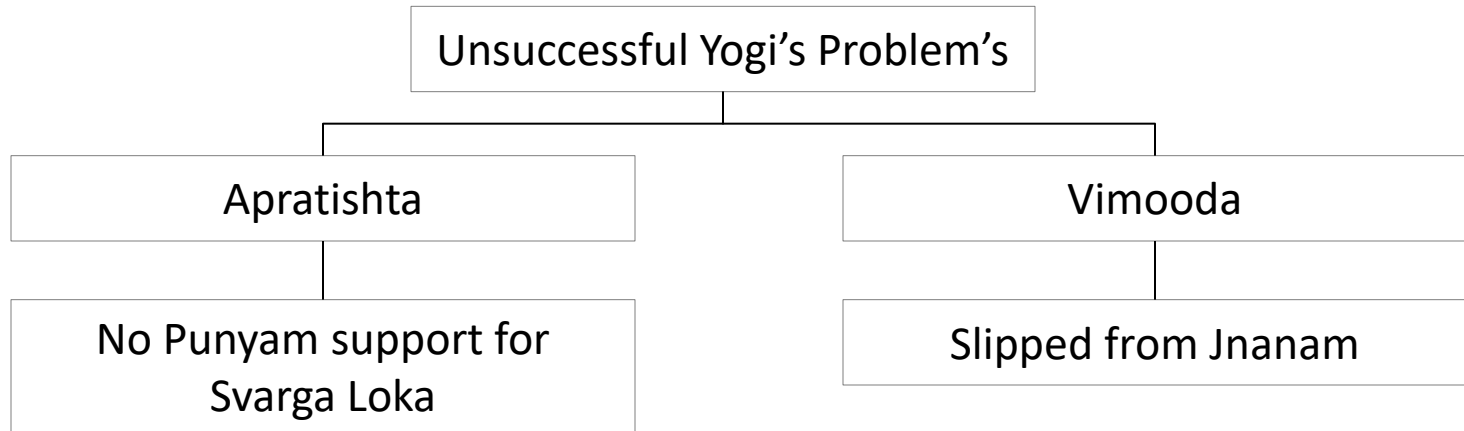 Unsuccessful Yogi’s Problem’s
Apratishta
Vimooda
No Punyam support for
Svarga Loka
Slipped from Jnanam